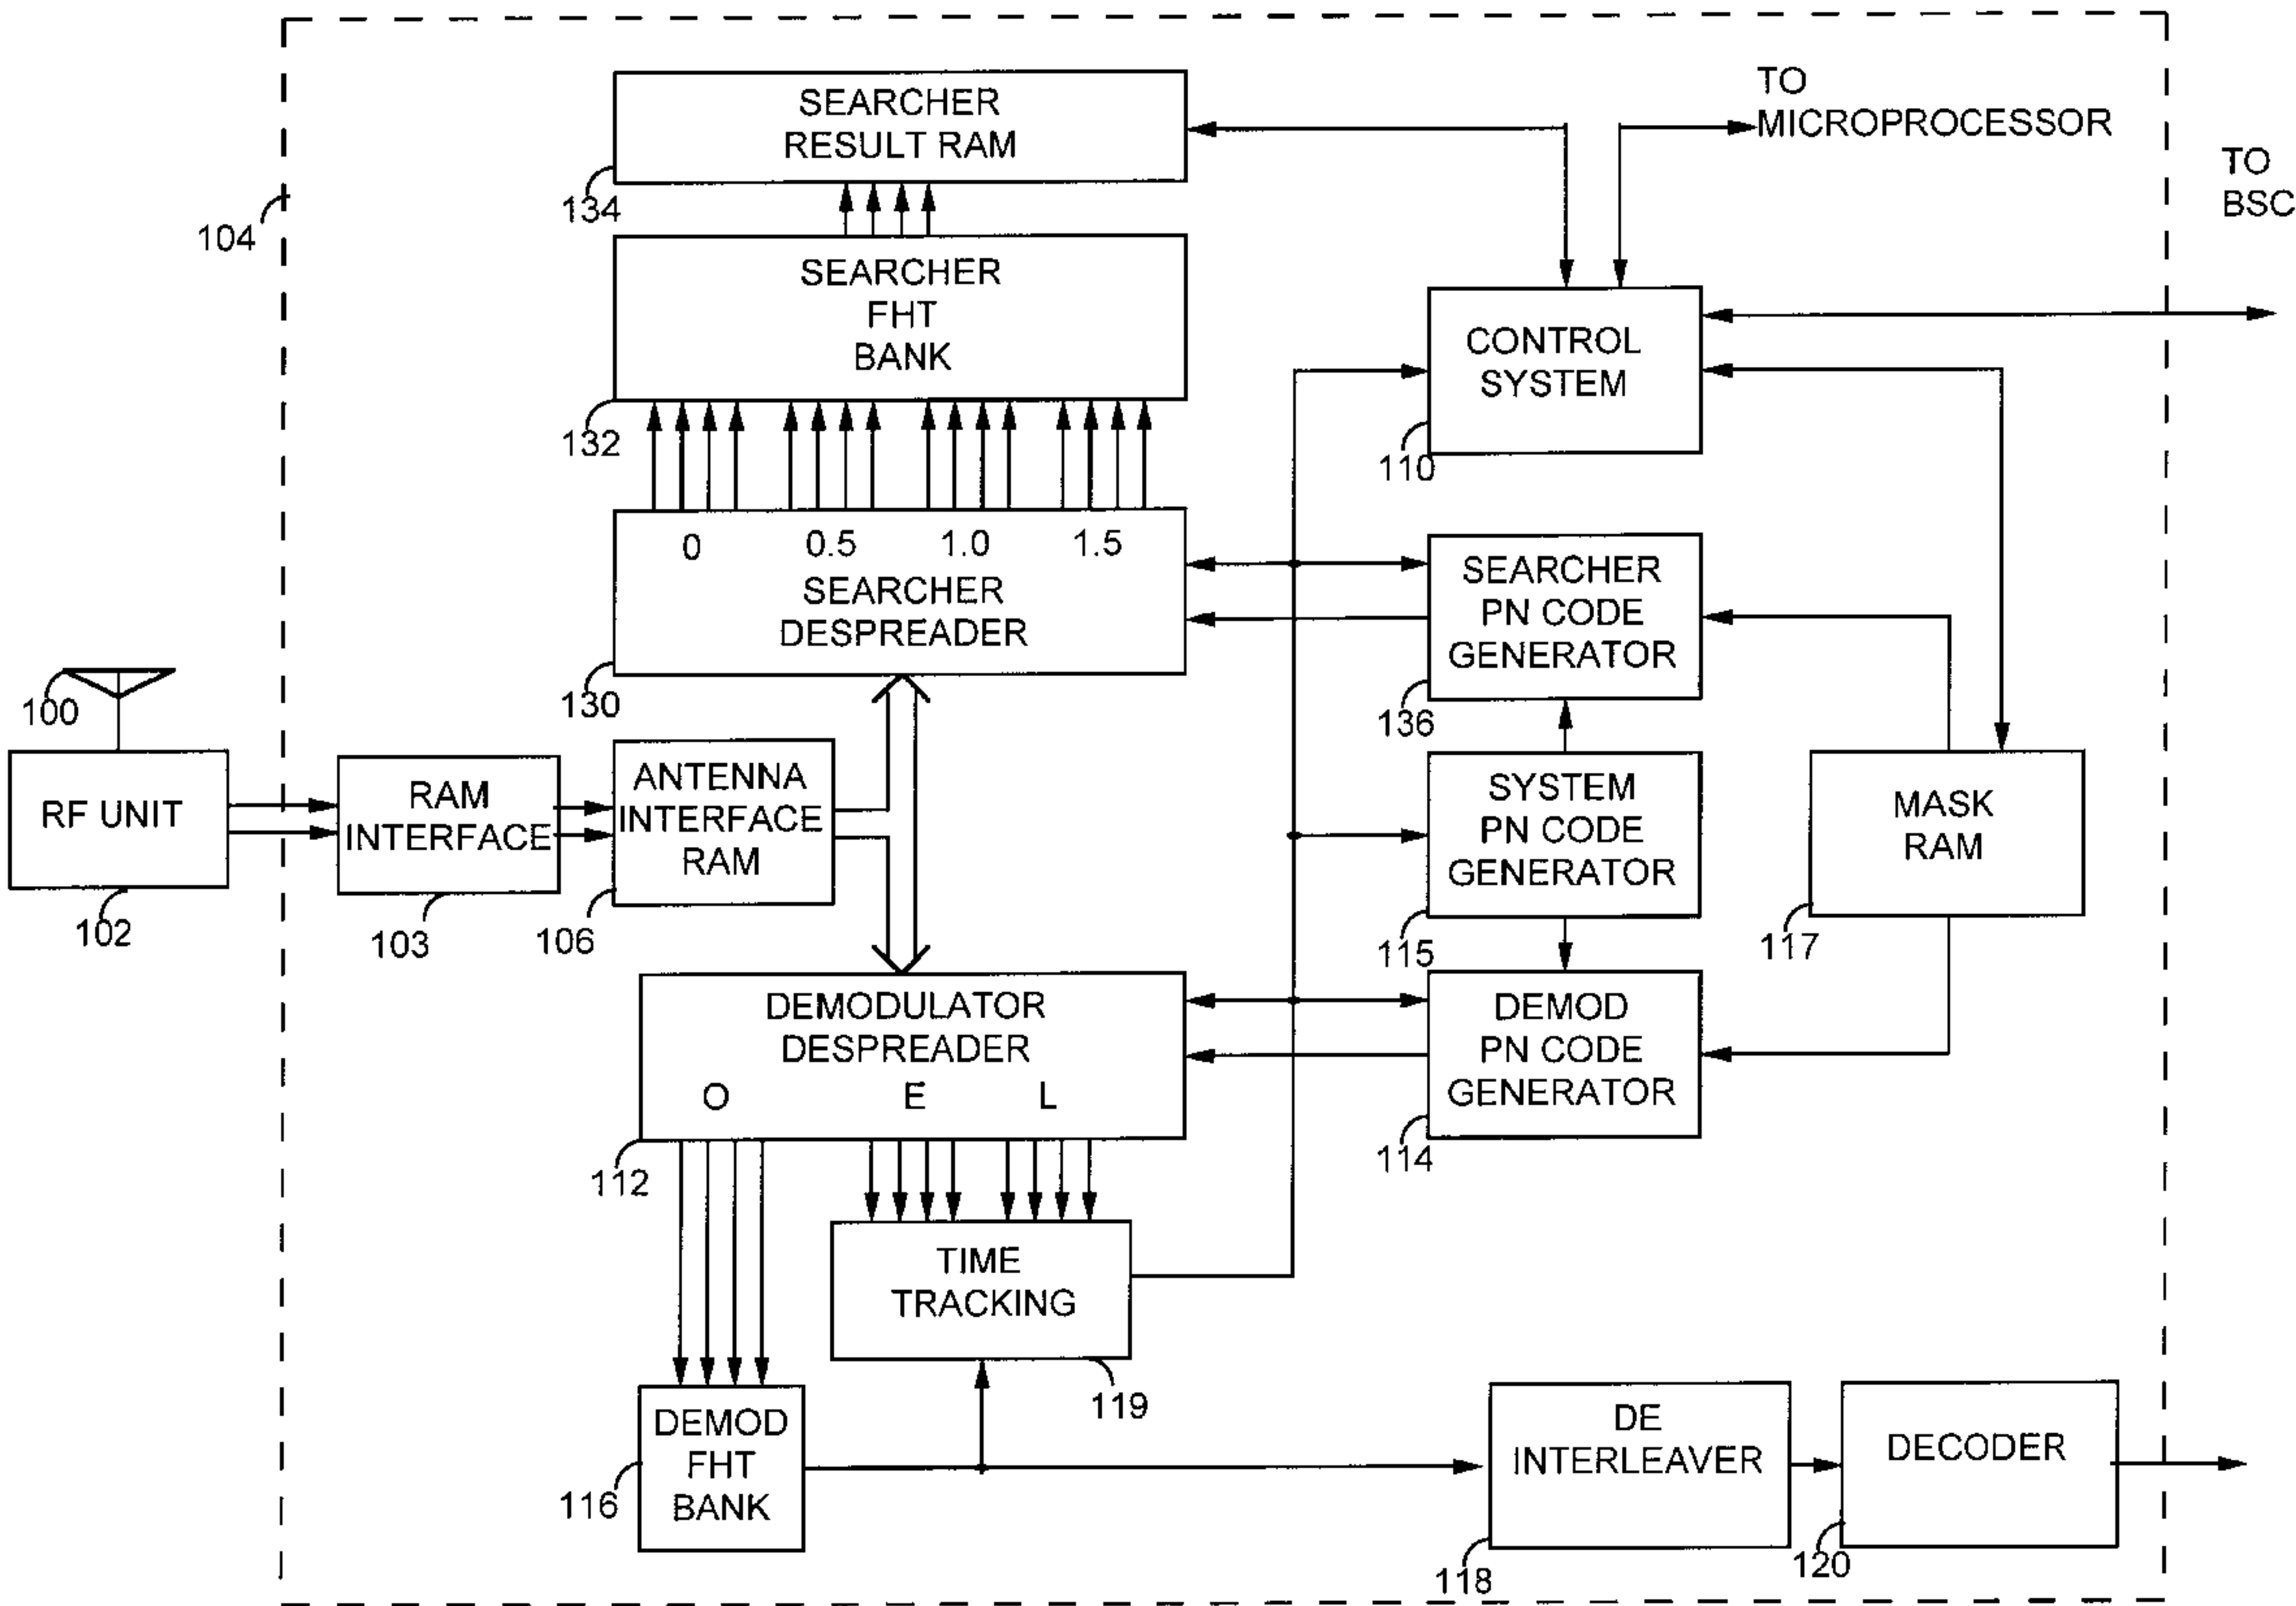 SEARCHER
RESULT RAM
134
TO
MICROPROCESSOR
TO
BSC
104
SEARCHER
FHT
BANK
132
CONTROL
SYSTEM
110
0 0.5 1.0 1.5
SEARCHER
DESPREADER
130
SEARCHER
PN CODE
GENERATOR
136
100
RF UNIT
102
RAM
INTERFACE
103
ANTENNA
INTERFACE
RAM
106
SYSTEM
PN CODE
GENERATOR
115
MASK
RAM
117
DEMODULATOR
DESPREADER
O E L
112
DEMOD
PN CODE
GENERATOR
114
TIME
TRACKING
119
DEMOD
FHT
BANK
116
DE
INTERLEAVER
118
DECODER
120